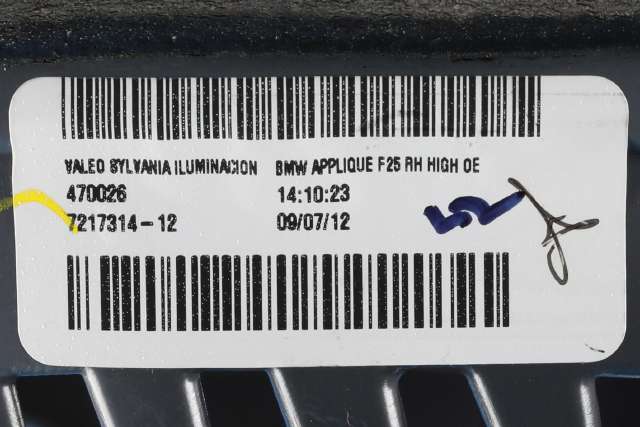 VALEO SYLVANIA ILUMINACION BMW APPLIQUE F25 RH HIGH OE
470026 14:10:23
7217314-12 09/07/12